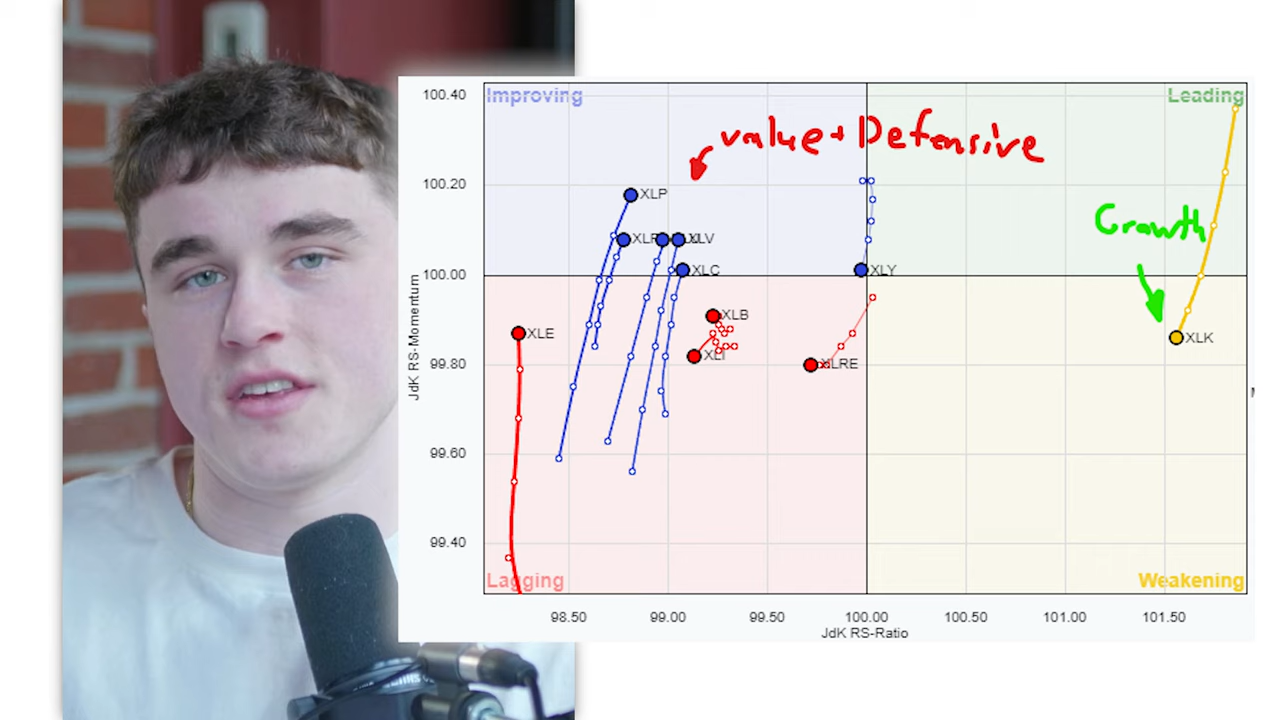 Improving
Leading
value + Defensive
Growth
XLP
XLV
XLC
XLY
XLE
XLB
XLI
XLRE
XLK
Lagging
Weakening
100.40
100.20
100.00
99.80
99.60
99.40
JdK RS-Momentum
98.50 99.00 99.50 100.00 100.50 101.00 101.50
JdK RS-Ratio